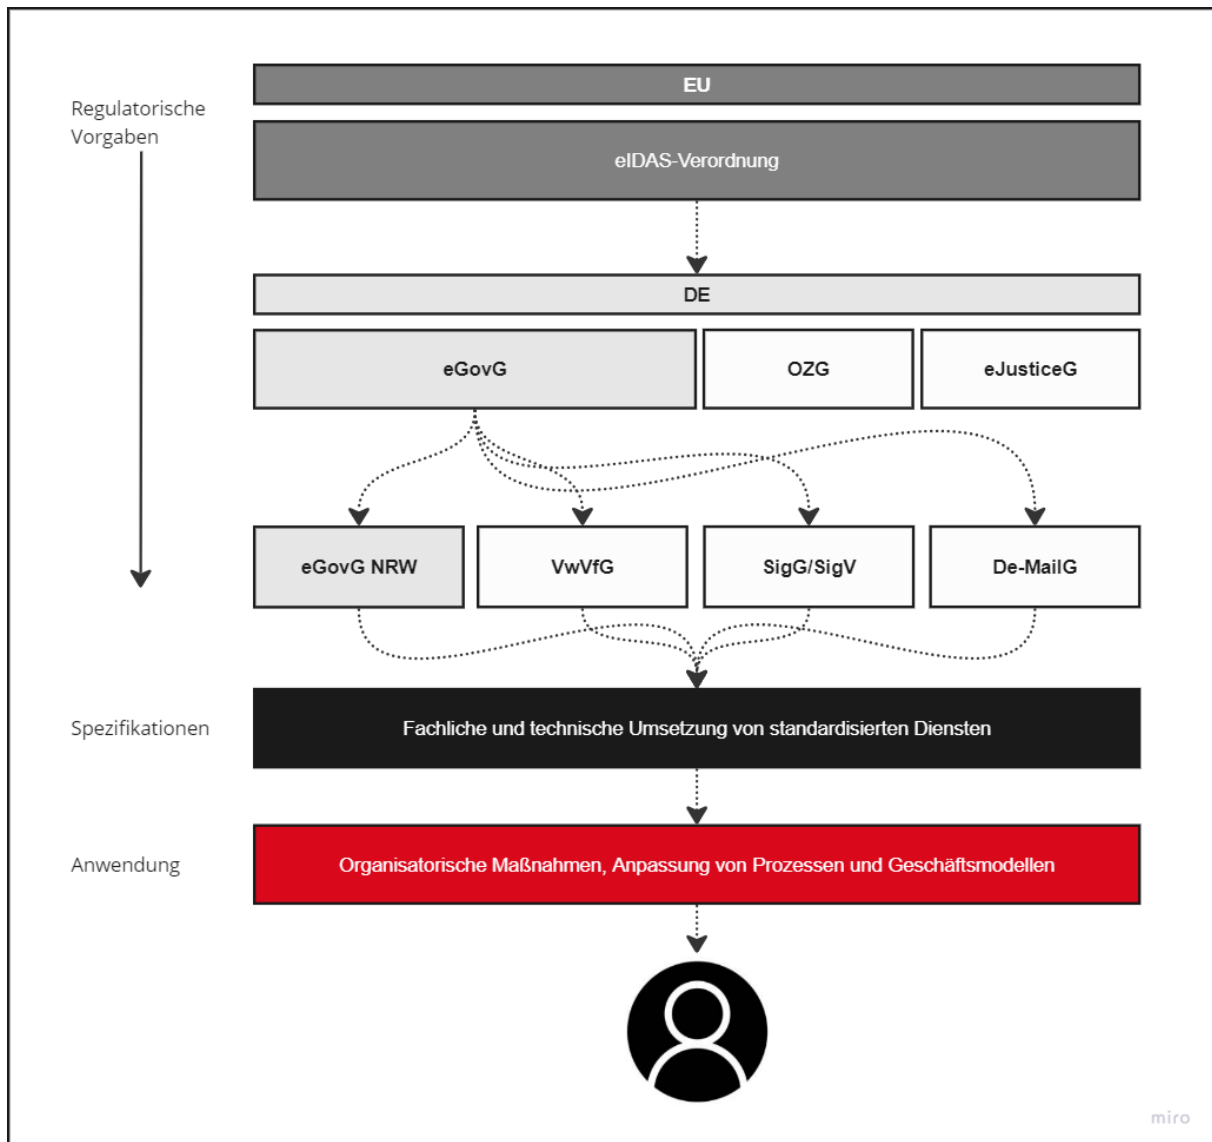 Regulatorische
Vorgaben
EU
eIDAS-Verordnung
DE
eGovG
OZG
eJusticeG
eGovG NRW
VwVfG
SigG/SigV
De-MailG
Spezifikationen
Fachliche und technische Umsetzung von standardisierten Diensten
Anwendung
Organisatorische Maßnahmen, Anpassung von Prozessen und Geschäftsmodellen
miro